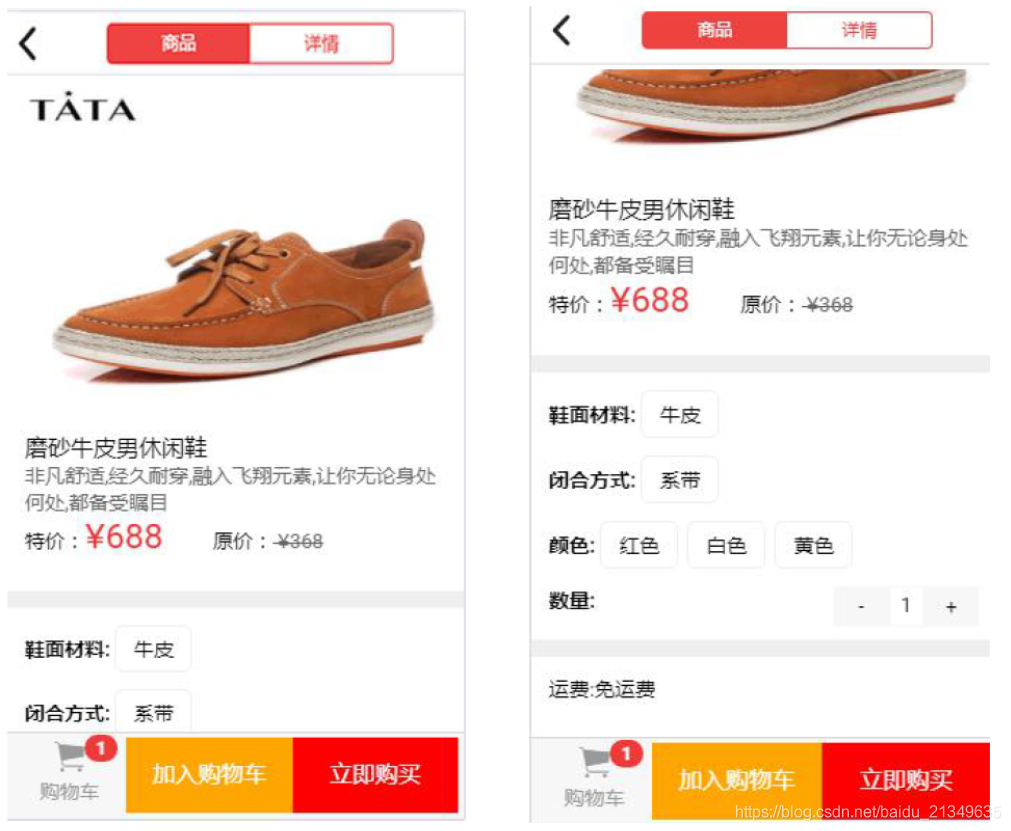 商品 详情
TATA
磨砂牛皮男休闲鞋
非凡舒适,经久耐穿,融入飞翔元素,让你无论身处
何处,都备受瞩目
特价：¥688 原价：¥368
鞋面材料: 牛皮
闭合方式: 系带
1
购物车 加入购物车 立即购买
商品 详情
磨砂牛皮男休闲鞋
非凡舒适,经久耐穿,融入飞翔元素,让你无论身处
何处,都备受瞩目
特价：¥688 原价：¥368
鞋面材料: 牛皮
闭合方式: 系带
颜色: 红色 白色 黄色
数量: - 1 +
运费:免运费
1
购物车 加入购物车 立即购买
https://blog.csdn.net/baidu_21349635